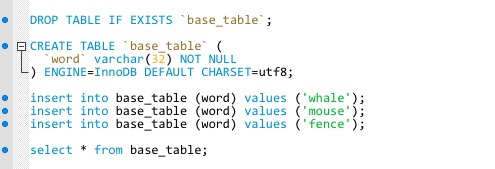 DROP TABLE IF EXISTS `base_table`;
CREATE TABLE `base_table` (
  `word` varchar(32) NOT NULL
) ENGINE=InnoDB DEFAULT CHARSET=utf8;
insert into base_table (word) values ('whale');
insert into base_table (word) values ('mouse');
insert into base_table (word) values ('fence');
select * from base_table;